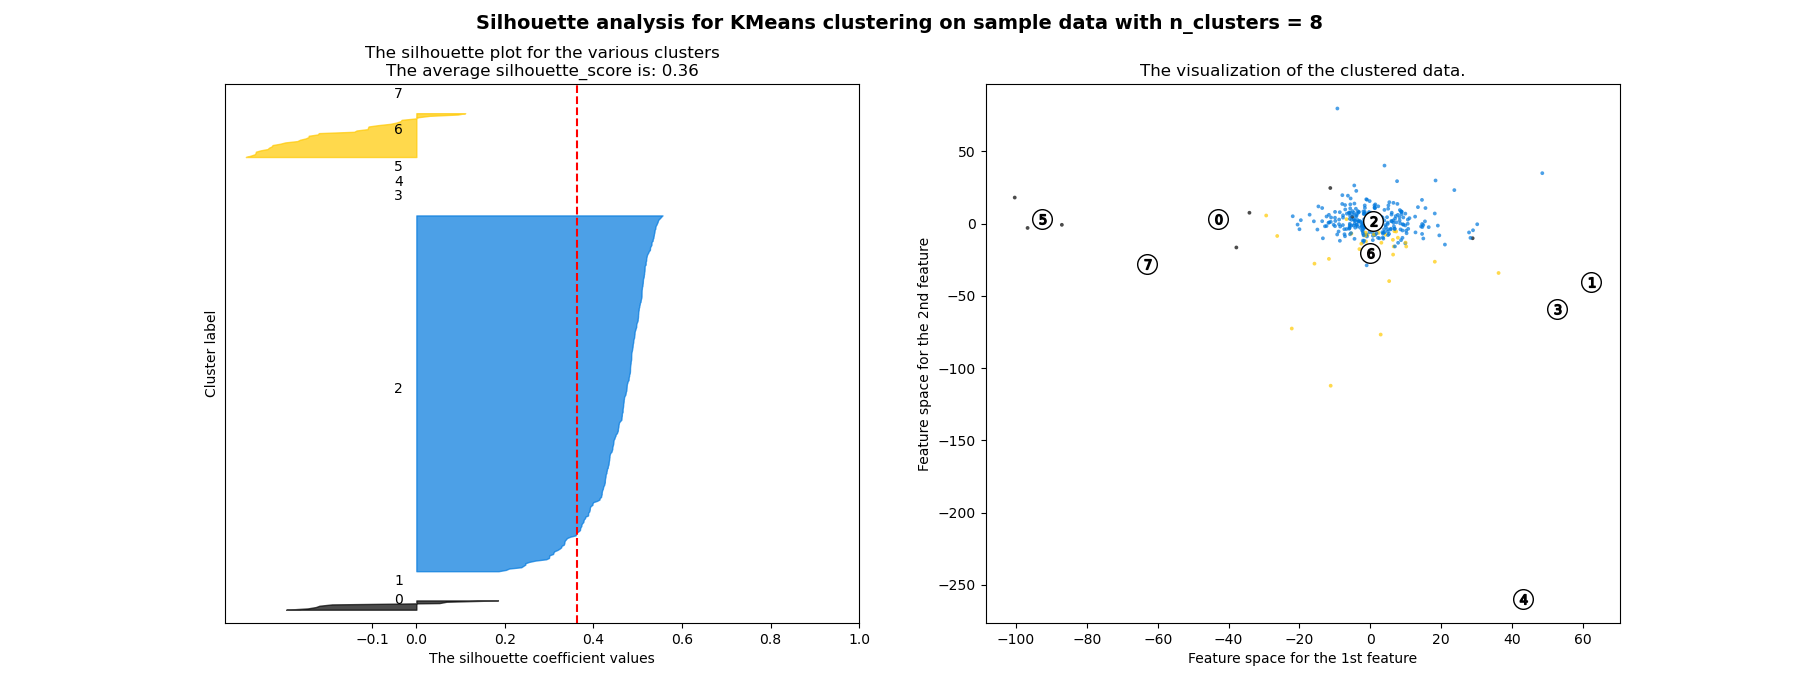 Silhouette analysis for KMeans clustering on sample data with n_clusters = 8
The silhouette plot for the various clusters
The average silhouette_score is: 0.36
7
6
5
4
3
2
1
0
Cluster label
−0.1 0.0 0.2 0.4 0.6 0.8 1.0
The silhouette coefficient values
The visualization of the clustered data.
50
0
−50
−100
−150
−200
−250
Feature space for the 2nd feature
5 0 2
6
7
1
3
4
−100 −80 −60 −40 −20 0 20 40 60
Feature space for the 1st feature